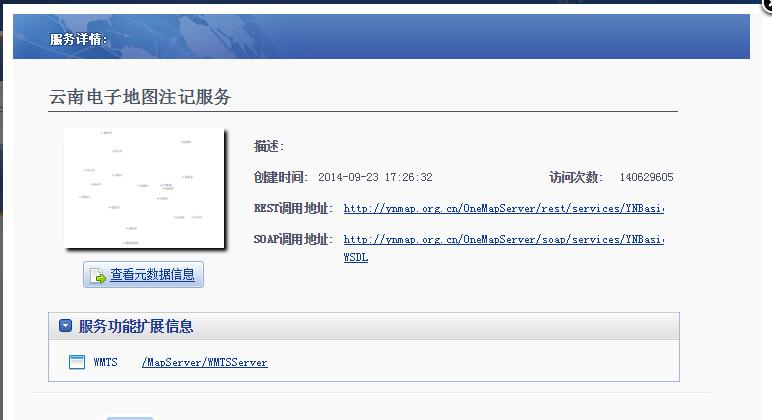 服务详情:
云南电子地图注记服务
描述:
创建时间: 2014-09-23 17:26:32 访问次数: 140629605
REST调用地址: http://ynmap.org.cn/OneMapServer/rest/services/YNBasi
SOAP调用地址: http://ynmap.org.cn/OneMapServer/soap/services/YNBasi
WSDL
查看元数据信息
服务功能扩展信息
WMTS /MapServer/WMTSServer